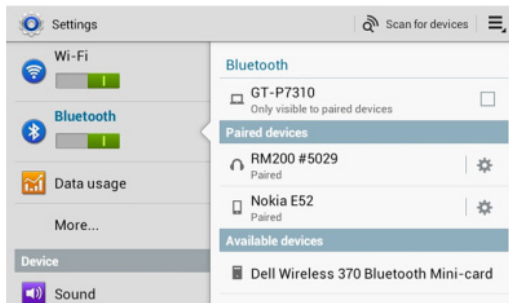 Settings
Scan for devices
Wi-Fi
Bluetooth
Data usage
More...
Device
Sound
Bluetooth
GT-P7310
Only visible to paired devices
Paired devices
RM200 #5029
Paired
Nokia E52
Paired
Available devices
Dell Wireless 370 Bluetooth Mini-card